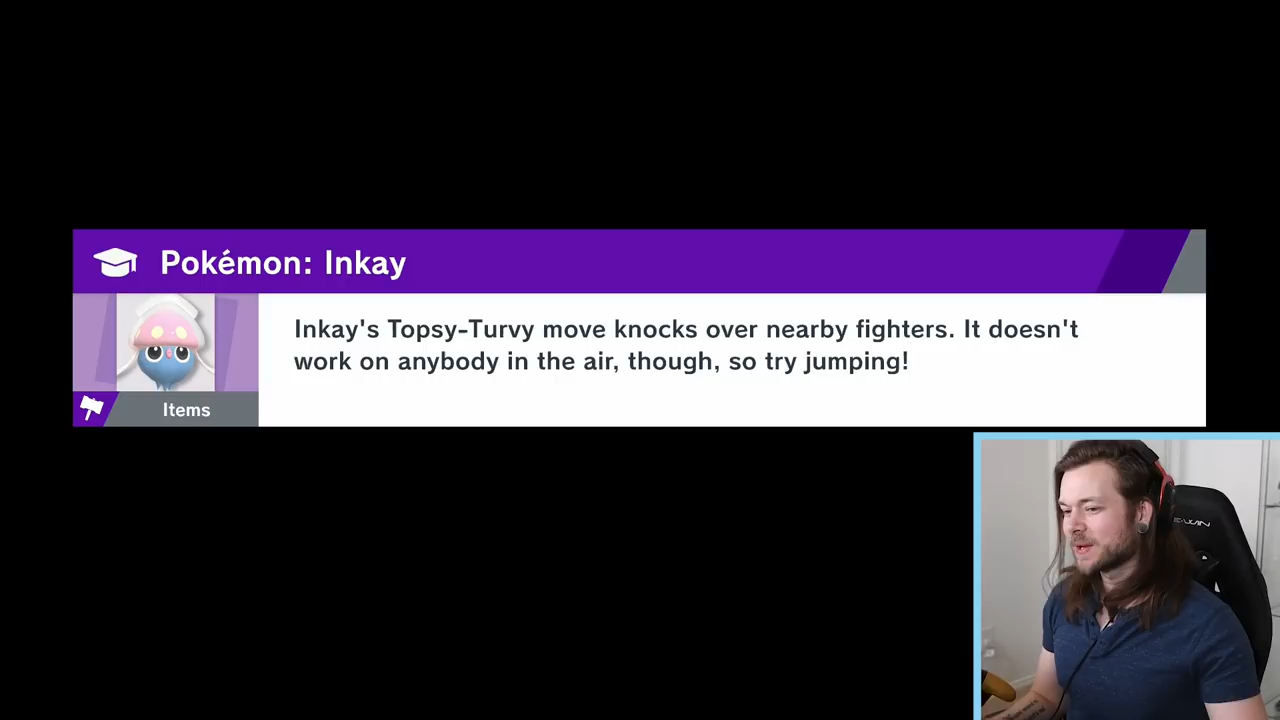 Pokémon: Inkay
Inkay's Topsy-Turvy move knocks over nearby fighters. It doesn't
work on anybody in the air, though, so try jumping!
Items